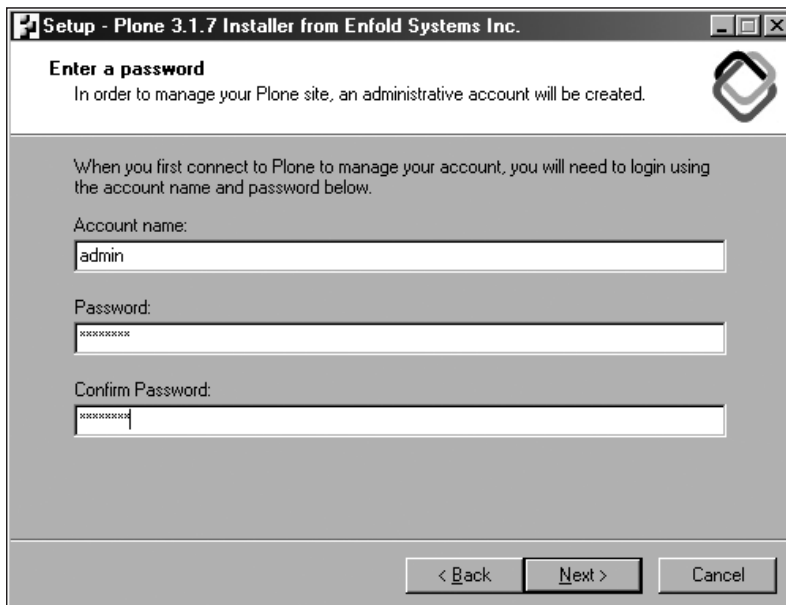 Setup - Plone 3.1.7 Installer from Enfold Systems Inc.
Enter a password
In order to manage your Plone site, an administrative account will be created.
When you first connect to Plone to manage your account, you will need to login using
the account name and password below.
Account name:
admin
Password:
********
Confirm Password:
********
< Back
Next >
Cancel